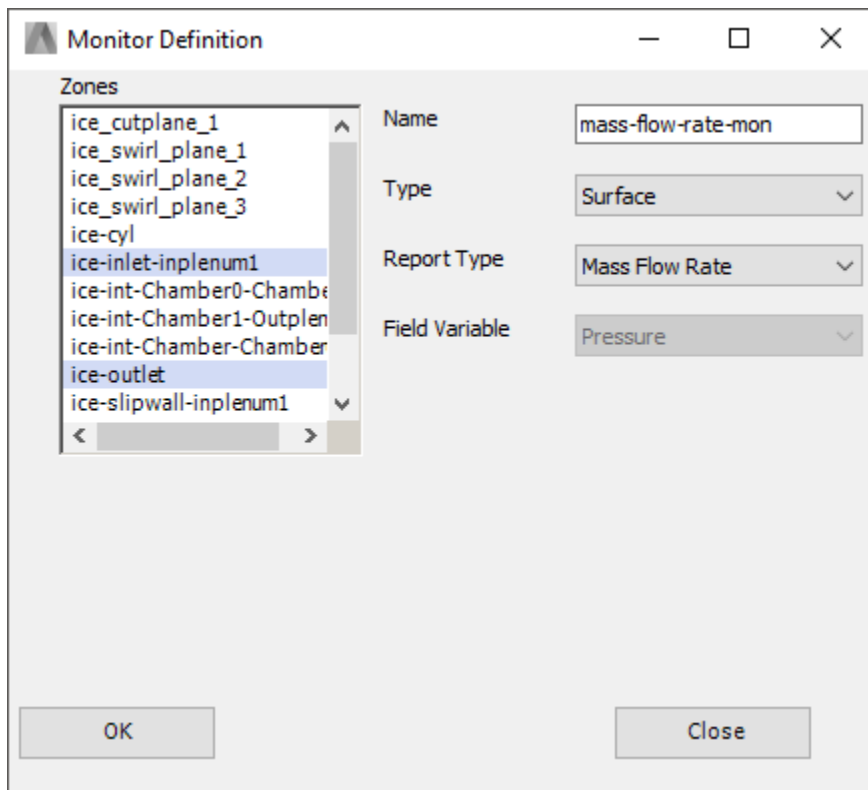 Monitor Definition
Zones
ice_cutplane_1
ice_swirl_plane_1
ice_swirl_plane_2
ice_swirl_plane_3
ice-cyl
ice-inlet-inplenum1
ice-int-Chamber0-Chambe
ice-int-Chamber1-Outplen
ice-int-Chamber-Chamber
ice-outlet
ice-slipwall-inplenum1
Name
mass-flow-rate-mon
Type
Surface
Report Type
Mass Flow Rate
Field Variable
Pressure
OK
Close